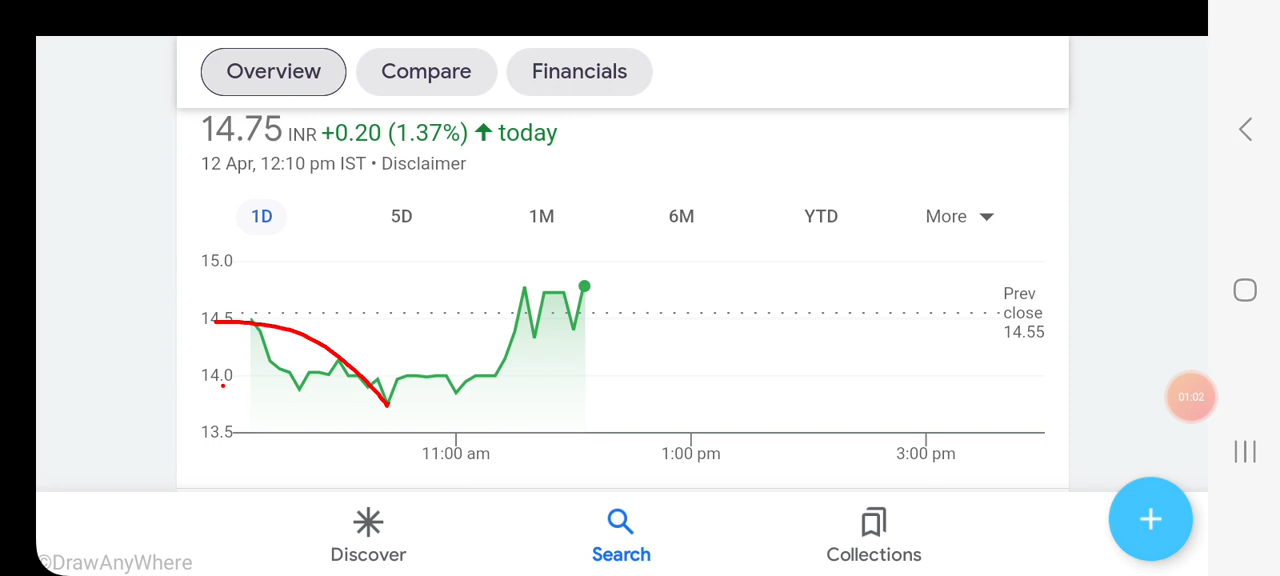 Overview Compare Financials
14.75 INR +0.20 (1.37%) ↑ today
12 Apr, 12:10 pm IST • Disclaimer
1D 5D 1M 6M YTD More
15.0
14.5
14.0
13.5
Prev
close
14.55
11:00 am 1:00 pm 3:00 pm
01:02
Discover Search Collections
©DrawAnyWhere